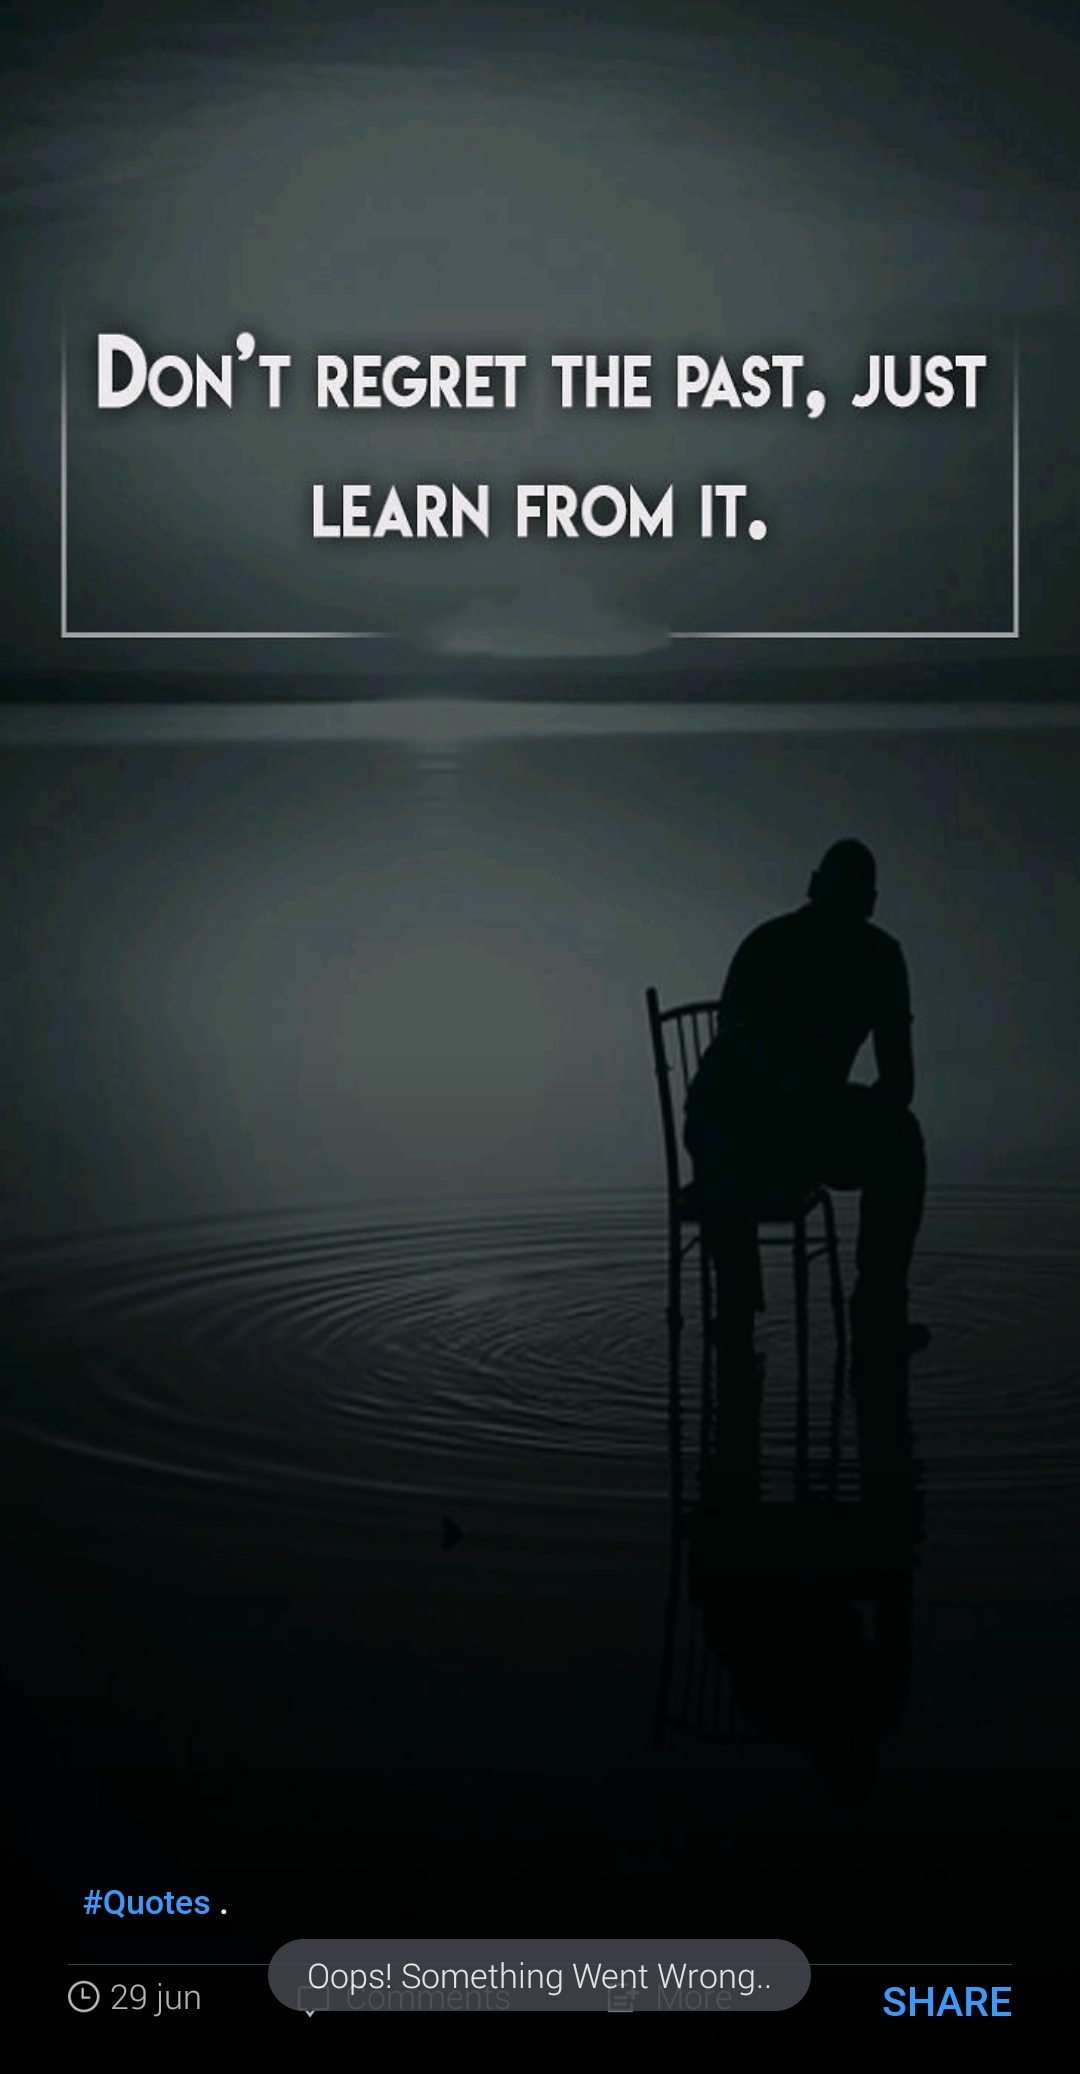 Don't regret the past, just
learn from it.
#Quotes .
Oops! Something Went Wrong..
29 jun
Comments
More
SHARE